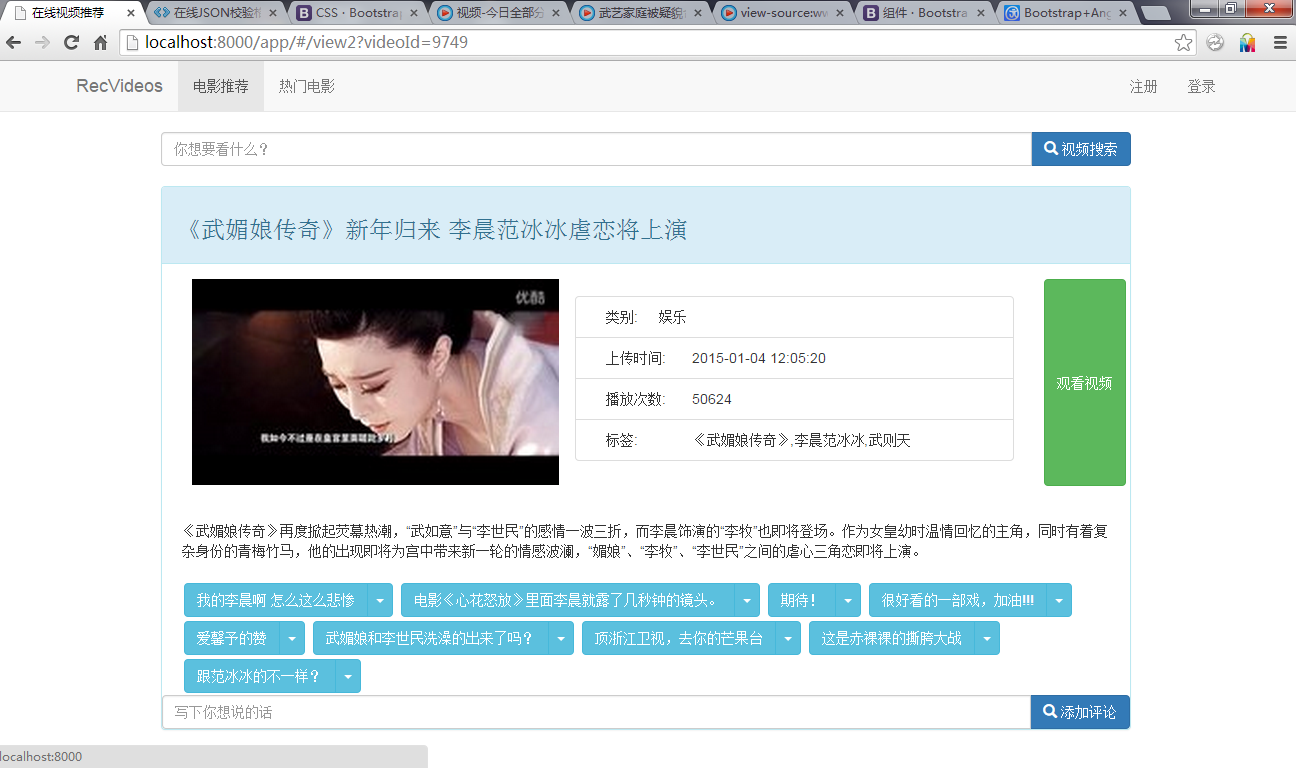 在线视频推荐
在线JSON校验格
CSS · Bootstrap
视频-今日全部分
武艺家庭被疑貌
view-source:ww
组件 · Bootstrap
Bootstrap+Ang
localhost:8000/app/#/view2?videoId=9749
RecVideos 电影推荐 热门电影 注册 登录
你想要看什么？ 视频搜索
《武媚娘传奇》新年归来 李晨范冰冰虐恋将上演
优酷
类别: 娱乐
上传时间: 2015-01-04 12:05:20
播放次数: 50624
标签: 《武媚娘传奇》,李晨范冰冰,武则天
观看视频
《武媚娘传奇》再度掀起荧幕热潮，“武如意”与“李世民”的感情一波三折，而李晨饰演的“李牧”也即将登场。作为女皇幼时温情回忆的主角，同时有着复
杂身份的青梅竹马，他的出现即将为宫中带来新一轮的情感波澜，“媚娘”、“李牧”、“李世民”之间的虐心三角恋即将上演。
我的李晨啊 怎么这么悲惨 电影《心花怒放》里面李晨就露了几秒钟的镜头。 期待！ 很好看的一部戏，加油!!!
爱馨予的赞 武媚娘和李世民洗澡的出来了吗？ 顶浙江卫视，去你的芒果台 这是赤裸裸的撕胯大战
跟范冰冰的不一样？
写下你想说的话 添加评论
localhost:8000